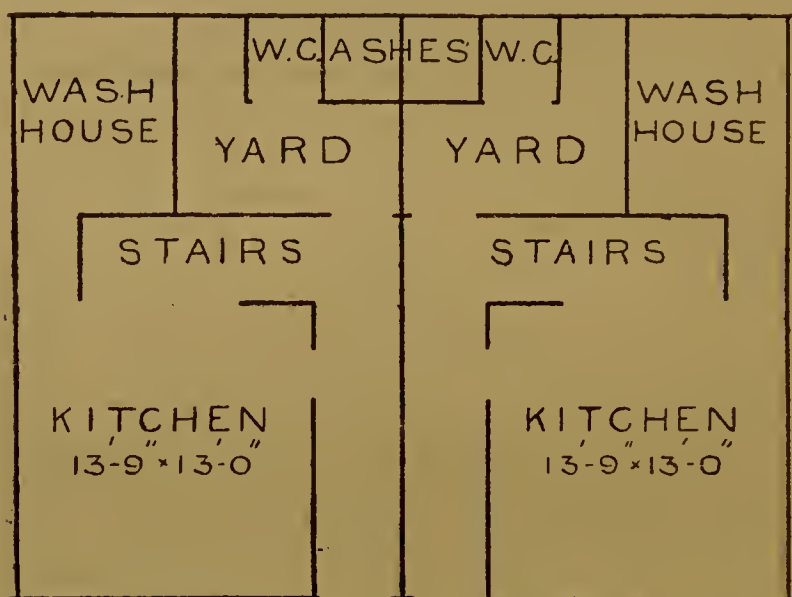 W.C. ASHES W.C.
WASH HOUSE
YARD YARD
WASH HOUSE
STAIRS STAIRS
KITCHEN
13'-9" × 13'-0"
KITCHEN
13'-9" × 13'-0"